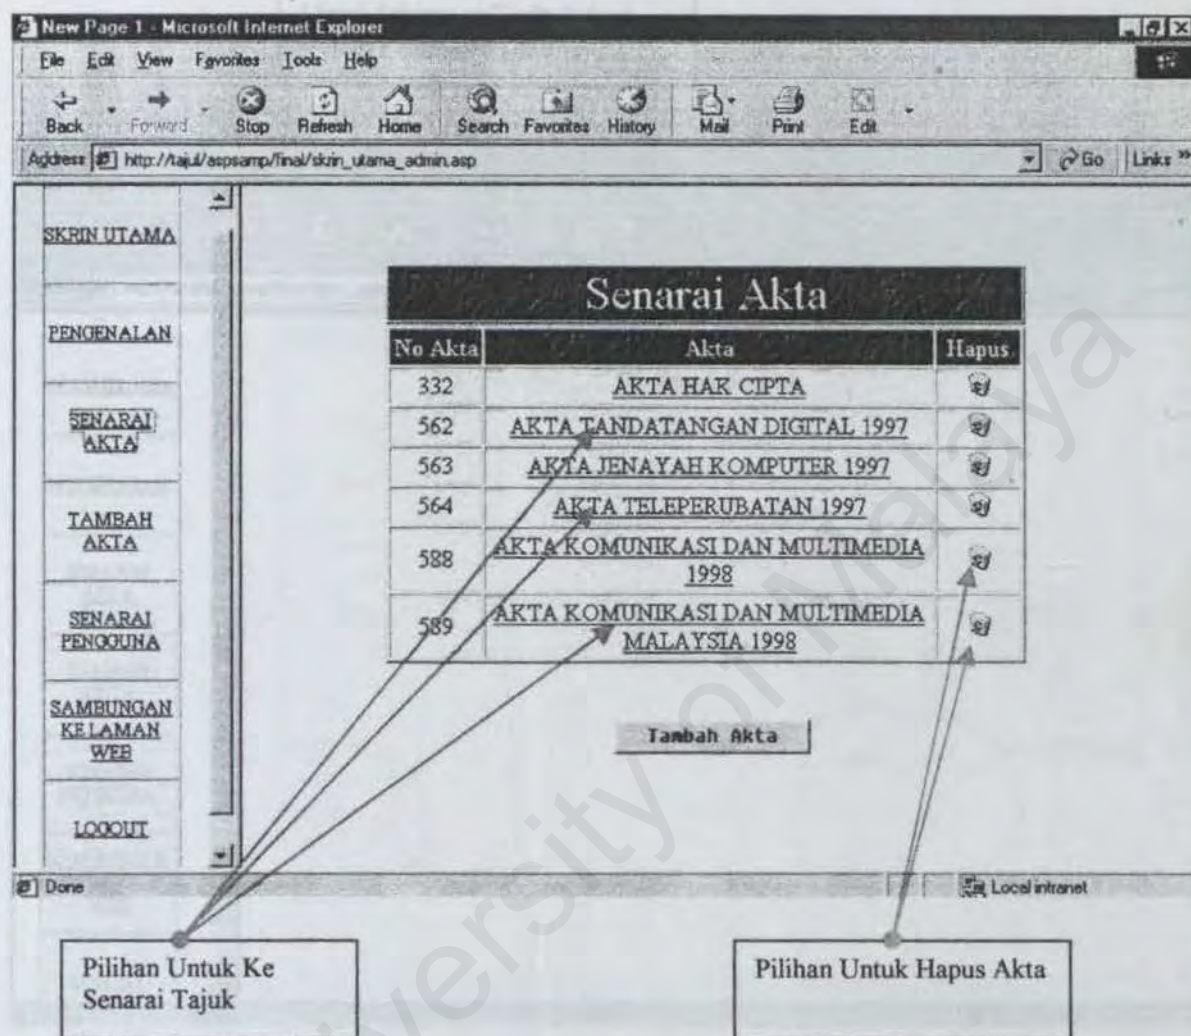 New Page 1 - Microsoft Internet Explorer
File Edit View Favorites Tools Help
Back Forward Stop Refresh Home Search Favorites History Mail Print Edit
Address http://tajul/aspsamp/final/skrin_utama_admin.asp Go Links »
SKRIN UTAMA
PENGENALAN
SENARAI
AKTA
TAMBAH
AKTA
SENARAI
PENGGUNA
SAMBUNGAN
KE LAMAN
WEB
LOGOUT
Senarai Akta
No Akta Akta Hapus
332 AKTA HAK CIPTA
562 AKTA TANDATANGAN DIGITAL 1997
563 AKTA JENAYAH KOMPUTER 1997
564 AKTA TELEPERUBATAN 1997
588 AKTA KOMUNIKASI DAN MULTIMEDIA
1998
589 AKTA KOMUNIKASI DAN MULTIMEDIA
MALAYSIA 1998
Tambah Akta
Done Local intranet
Pilihan Untuk Ke
Senarai Tajuk
Pilihan Untuk Hapus Akta
University of Malaya